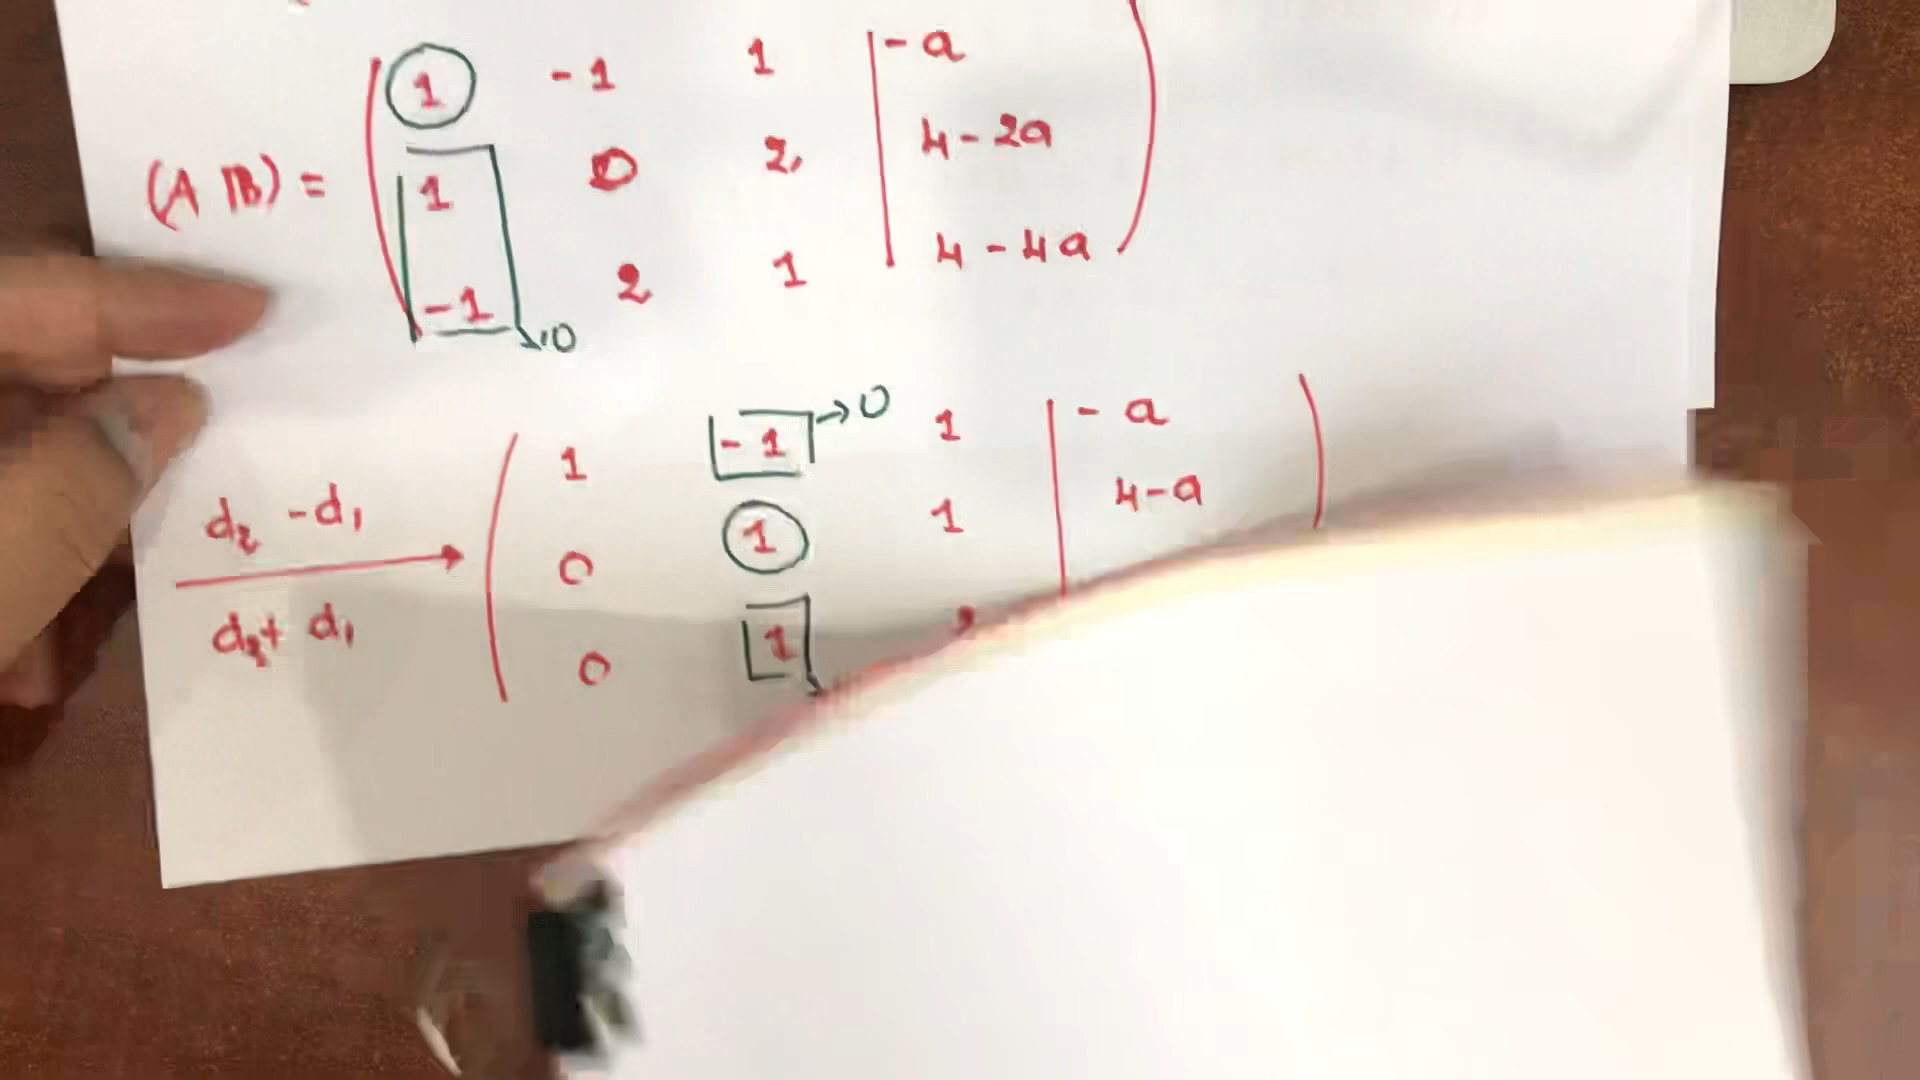 1 -1 1 | -a
(A|B) = 1 0 2 | 4-2a
-1 2 1 | 4-4a
→0
d₂ -d₁ 1 -1 →0 1 | -a
0 1 1 | 4-a
d₃+ d₁ 0 1